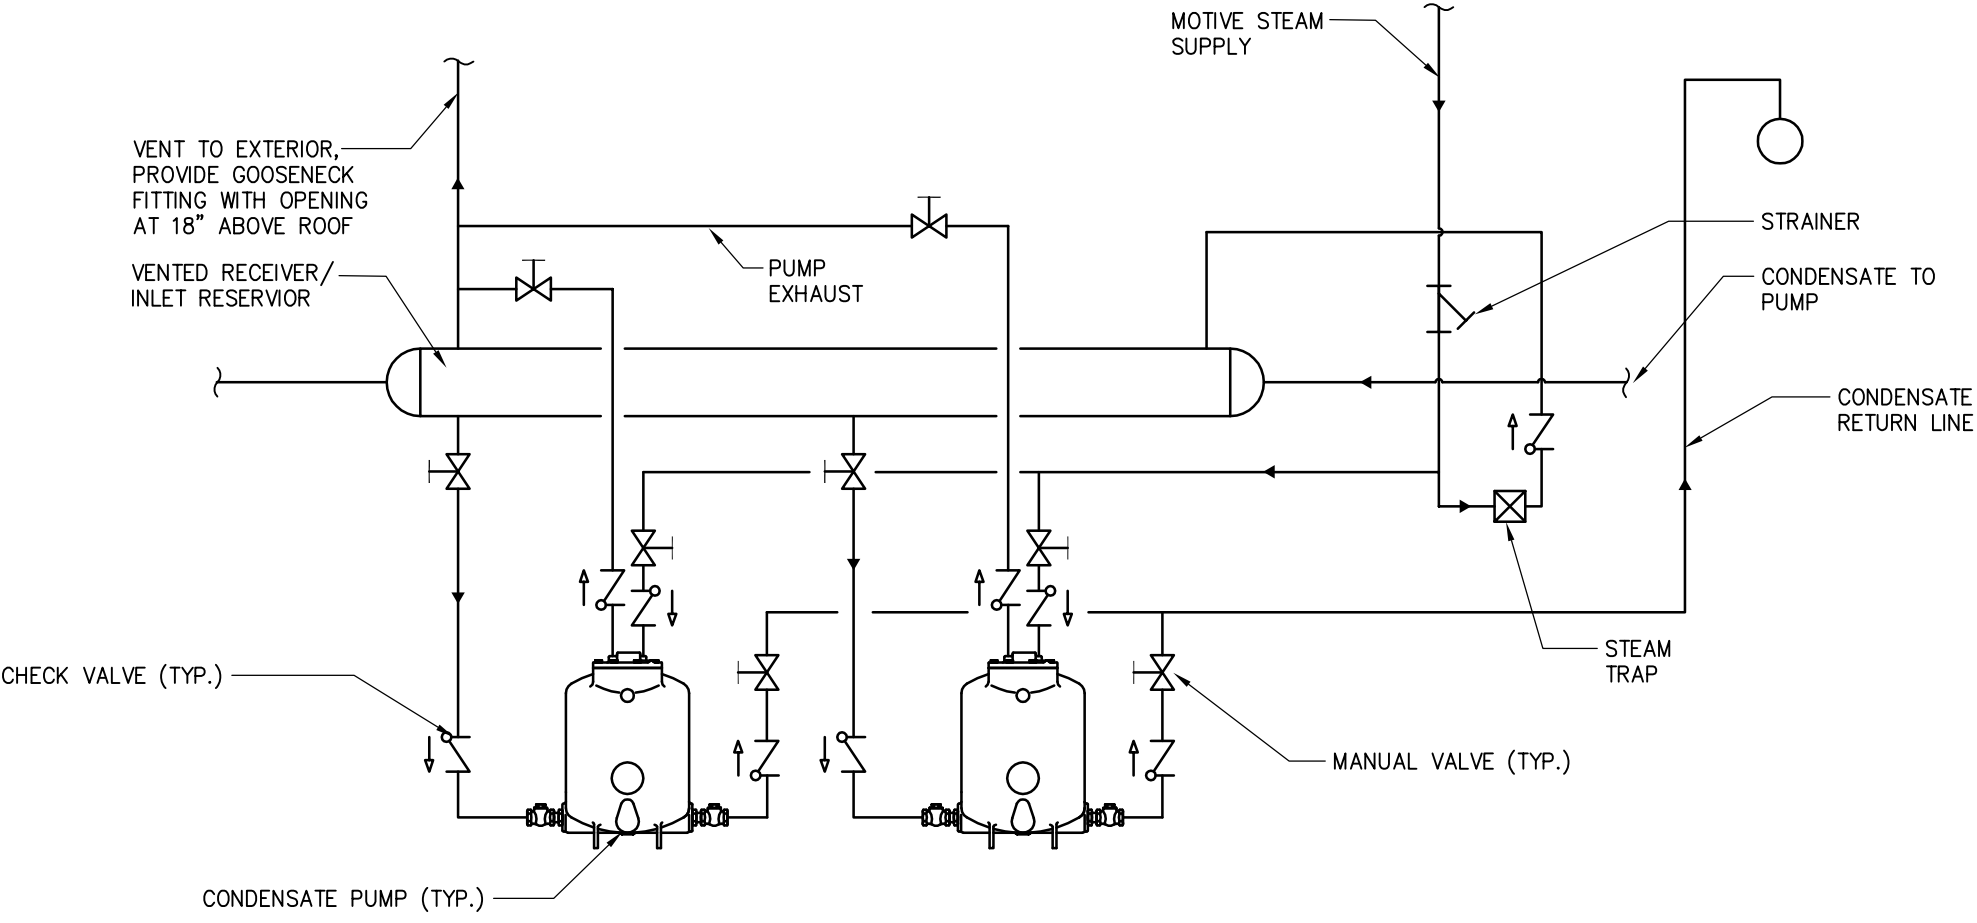 MOTIVE STEAM
SUPPLY
VENT TO EXTERIOR,
PROVIDE GOOSENECK
FITTING WITH OPENING
AT 18" ABOVE ROOF
STRAINER
VENTED RECEIVER/
INLET RESERVIOR
PUMP
EXHAUST
CONDENSATE TO
PUMP
CONDENSATE
RETURN LINE
STEAM
TRAP
CHECK VALVE (TYP.)
MANUAL VALVE (TYP.)
CONDENSATE PUMP (TYP.)